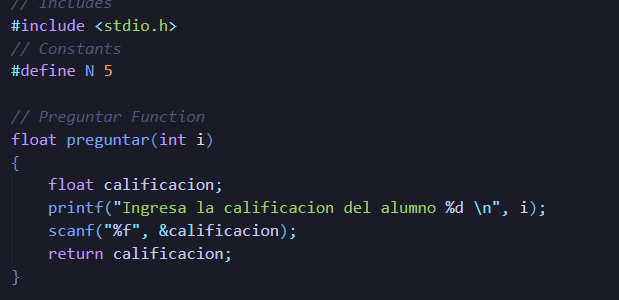 // Includes
#include <stdio.h>
// Constants
#define N 5
// Preguntar Function
float preguntar(int i)
{
float calificacion;
printf("Ingresa la calificacion del alumno %d \n", i);
scanf("%f", &calificacion);
return calificacion;
}